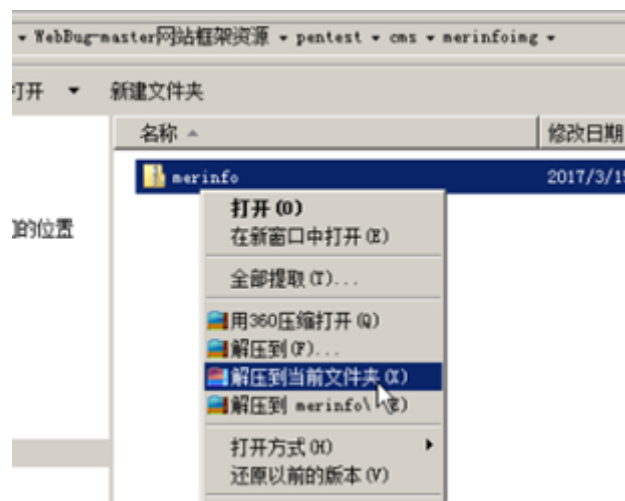 WebBug-master网站框架资源 ▾ pentest ▾ cms ▾ merinfoimg ▾
打开 ▾ 新建文件夹
名称 修改日期
merinfo 2017/3/19
打开(O)
的位置
在新窗口中打开(E)
全部提取(T)...
用360压缩打开(Q)
解压到(F)...
解压到当前文件夹(X)
解压到 merinfo\(E)
打开方式(H)
还原以前的版本(V)